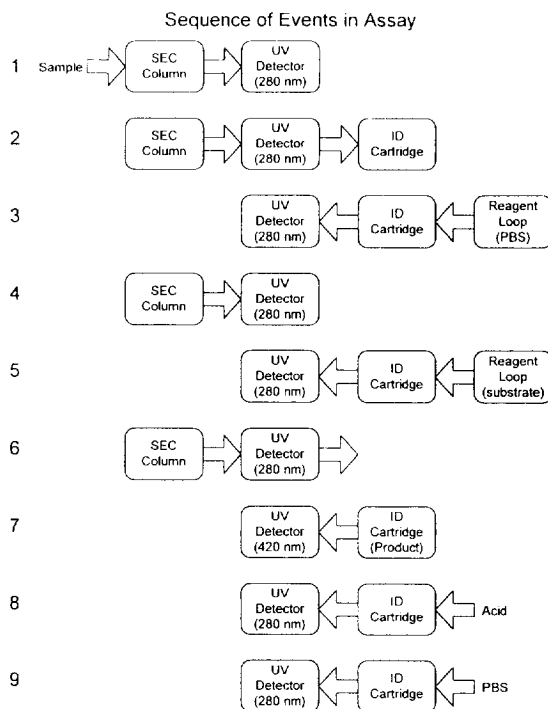 Sequence of Events in Assay
1
Sample
SEC
Column
UV
Detector
(280 nm)
2
SEC
Column
UV
Detector
(280 nm)
ID
Cartridge
3
UV
Detector
(280 nm)
ID
Cartridge
Reagent
Loop
(PBS)
4
SEC
Column
UV
Detector
(280 nm)
5
UV
Detector
(280 nm)
ID
Cartridge
Reagent
Loop
(substrate)
6
SEC
Column
UV
Detector
(280 nm)
7
UV
Detector
(420 nm)
ID
Cartridge
(Product)
8
UV
Detector
(280 nm)
ID
Cartridge
Acid
9
UV
Detector
(280 nm)
ID
Cartridge
PBS